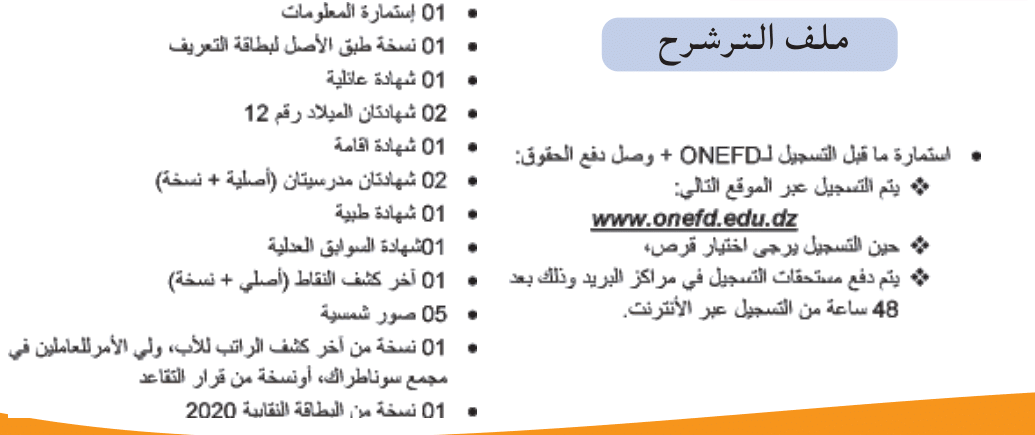 ملف الترشرح
استمارة ما قبل التسجيل لـONEFD + وصل دفع الحقوق:
يتم التسجيل عبر الموقع التالي:
www.onefd.edu.dz
حين التسجيل يرجى اختيار قرص،
يتم دفع مستحقات التسجيل في مراكز البريد وذلك بعد
48 ساعة من التسجيل عبر الأنترنت.
01 إستمارة المعلومات
01 نسخة طبق الأصل لبطاقة التعريف
01 شهادة عائلية
02 شهادتان الميلاد رقم 12
01 شهادة اقامة
02 شهادتان مدرسيتان (أصلية + نسخة)
01 شهادة طبية
01شهادة السوابق العدلية
01 آخر كشف النقاط (أصلي + نسخة)
05 صور شمسية
01 نسخة من آخر كشف الراتب للأب، ولي الأمرللعاملين في
مجمع سوناطراك، أونسخة من قرار التقاعد
01 نسخة من البطاقة النقابية 2020